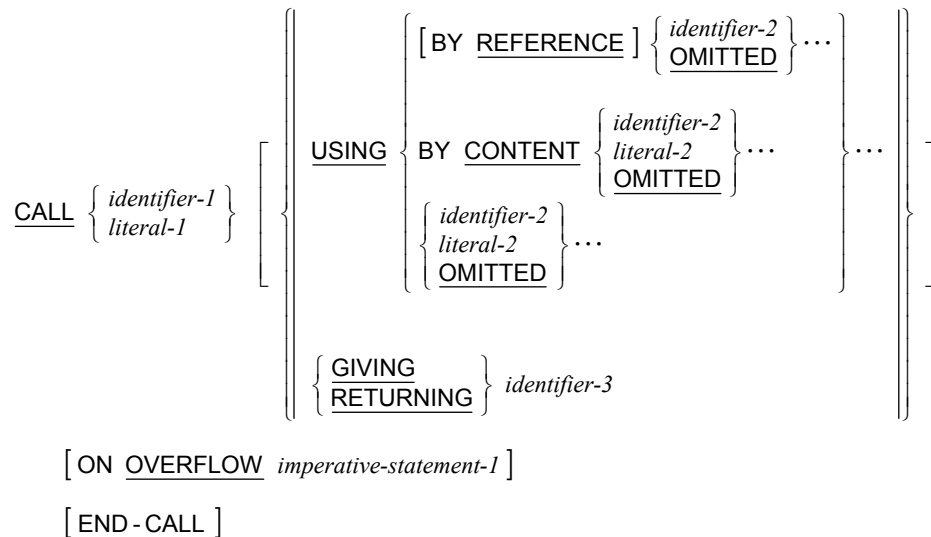 [ BY REFERENCE ] { identifier-2
OMITTED } ...
USING { BY CONTENT { identifier-2
literal-2
OMITTED } ... } ...
CALL { identifier-1
literal-1 }
{ identifier-2
literal-2
OMITTED } ...
{ GIVING
RETURNING } identifier-3
[ ON OVERFLOW imperative-statement-1 ]
[ END-CALL ]